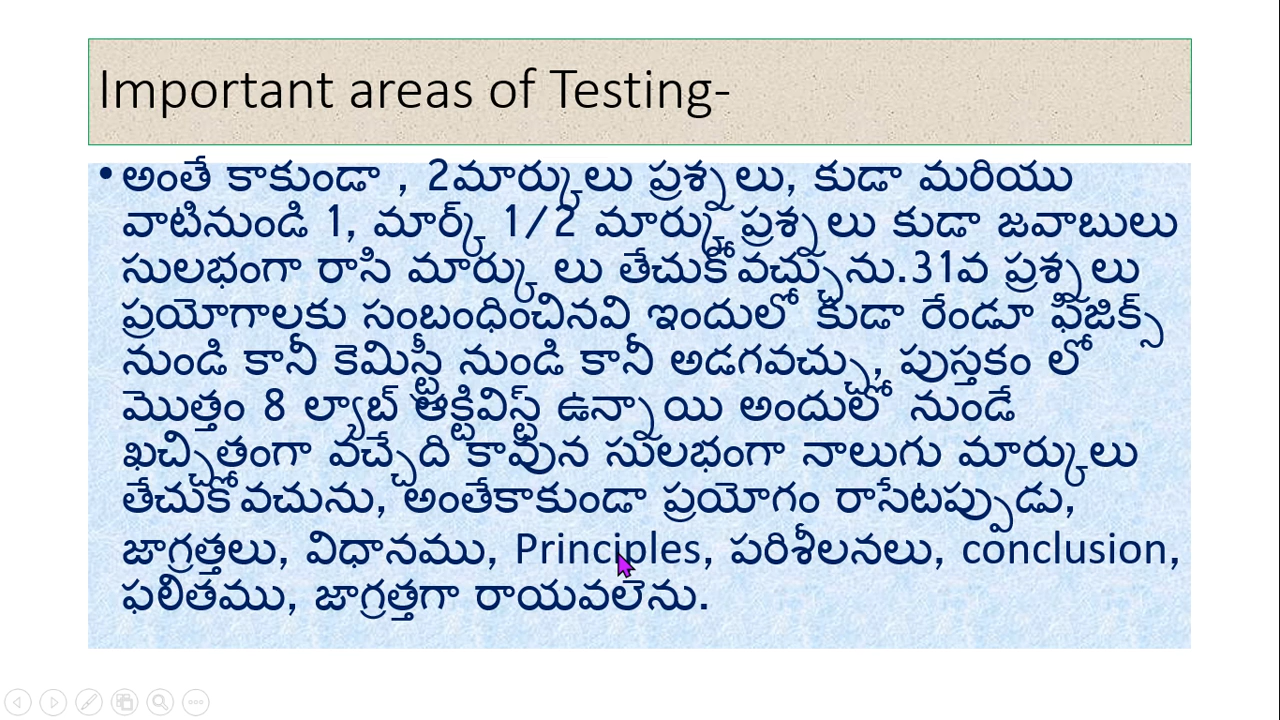 Important areas of Testing-
•అంతే కాకుండా , 2మార్కులు ప్రశ్నలు, కుడా మరియు
వాటినుండి 1, మార్క్ 1/2 మార్కు ప్రశ్నలు కుడా జవాబులు
సులభంగా రాసి మార్కు లు తేచుకోవచ్చును.31వ ప్రశ్నలు
ప్రయోగాలకు సంబంధించినవి ఇందులో కుడా రేండూ ఫిజిక్స్
నుండి కానీ కెమిస్ట్రీ నుండి కానీ అడగవచ్చు, పుస్తకం లో
మొత్తం 8 ల్యాబ్ ఆక్టివిస్ట్ ఉన్నాయి అందులో నుండే
ఖచ్చితంగా వచ్చేది కావున సులభంగా నాలుగు మార్కులు
తేచుకోవచును, అంతేకాకుండా ప్రయోగం రాసేటప్పుడు,
జాగ్రత్తలు, విధానము, Principles, పరిశీలనలు, conclusion,
ఫలితము, జాగ్రత్తగా రాయవలెను.